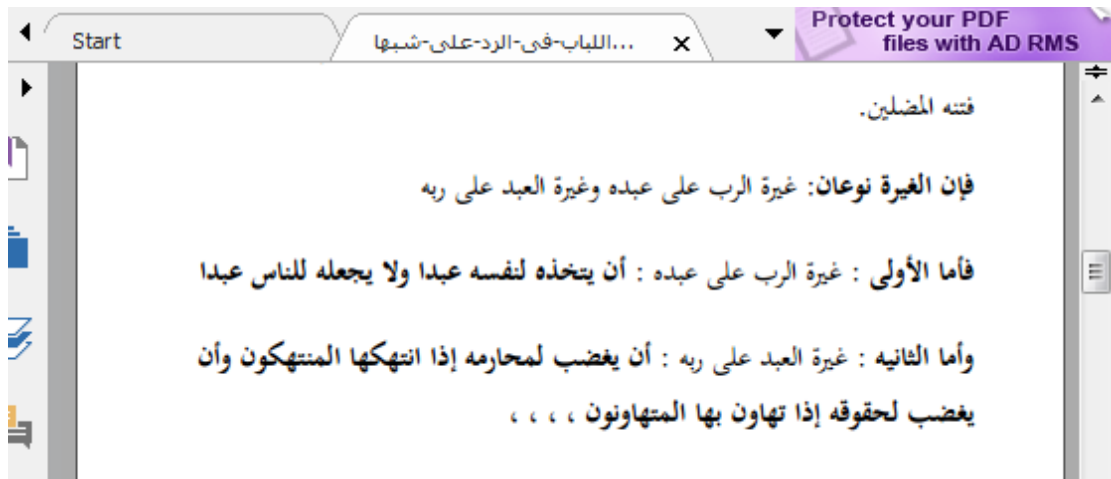 Start
اللباب-فى-الرد-على-شبها...
Protect your PDF
files with AD RMS
فتنه المضلين.
فإن الغيرة نوعان: غيرة الرب على عبده وغيرة العبد على ربه
فأما الأولى : غيرة الرب على عبده : أن يتخذه لنفسه عبدا ولا يجعله للناس عبدا
وأما الثانيه : غيرة العبد على ربه : أن يغضب لمحارمه إذا انتهكها المنتهكون وأن
يغضب لحقوقه إذا تهاون بها المتهاونون ، ، ، ،